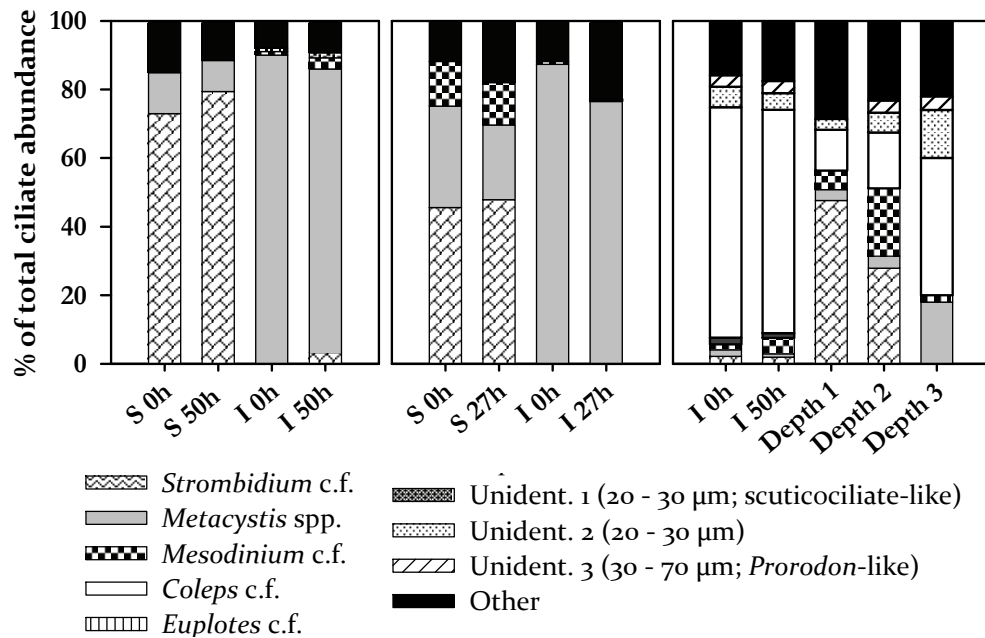 % of total ciliate abundance
100
80
60
40
20
0
S 0h
S 50h
I 0h
I 50h
S 0h
S 27h
I 0h
I 27h
I 0h
I 50h
Depth 1
Depth 2
Depth 3
Strombidium c.f.
Metacystis spp.
Mesodinium c.f.
Coleps c.f.
Euplotes c.f.
Unident. 1 (20 - 30 µm; scuticociliate-like)
Unident. 2 (20 - 30 µm)
Unident. 3 (30 - 70 µm; Prorodon-like)
Other